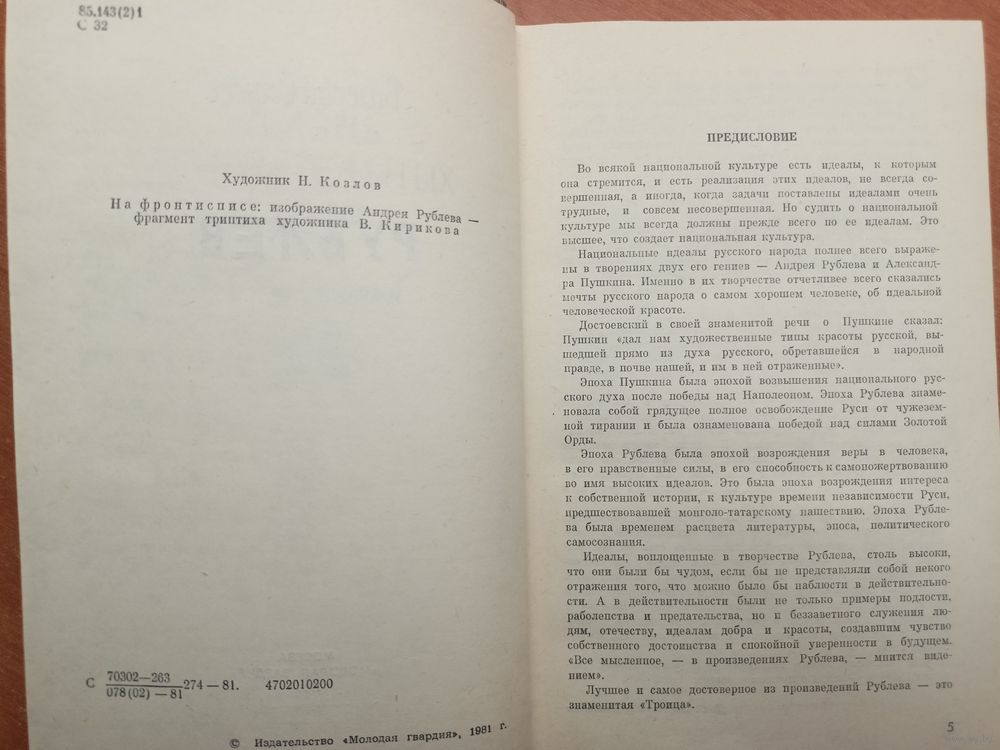 85.143(2)1
С 32
Художник Н. Козлов
На фронтисписе: изображение Андрея Рублева —
фрагмент триптиха художника В. Кирикова
С 70302—263
078(02)—81 274—81. 4702010200
© Издательство «Молодая гвардия», 1981 г.
ПРЕДИСЛОВИЕ
Во всякой национальной культуре есть идеалы, к которым
она стремится, и есть реализация этих идеалов, не всегда со-
вершенная, а иногда, когда задачи поставлены идеалами очень
трудные, и совсем несовершенная. Но судить о национальной
культуре мы всегда должны прежде всего по ее идеалам. Это
высшее, что создает национальная культура.
Национальные идеалы русского народа полнее всего выраже-
ны в творениях двух его гениев — Андрея Рублева и Александ-
ра Пушкина. Именно в их творчестве отчетливее всего сказались
мечты русского народа о самом хорошем человеке, об идеальной
человеческой красоте.
Достоевский в своей знаменитой речи о Пушкине сказал:
Пушкин «дал нам художественные типы красоты русской, вы-
шедшей прямо из духа русского, обретавшейся в народной
правде, в почве нашей, и им в ней отраженные».
Эпоха Пушкина была эпохой возвышения национального рус-
ского духа после победы над Наполеоном. Эпоха Рублева знаме-
новала собой грядущее полное освобождение Руси от чужезем-
ной тирании и была ознаменована победой над силами Золотой
Орды.
Эпоха Рублева была эпохой возрождения веры в человека,
в его нравственные силы, в его способность к самопожертвованию
во имя высоких идеалов. Это была эпоха возрождения интереса
к собственной истории, к культуре времени независимости Руси,
предшествовавшей монголо-татарскому нашествию. Эпоха Рубле-
ва была временем расцвета литературы, эпоса, политического
самосознания.
Идеалы, воплощенные в творчестве Рублева, столь высоки,
что они были бы чудом, если бы не представляли собой некого
отражения того, что можно было бы наблюсти в действительно-
сти. А в действительности были не только примеры подлости,
раболепства и предательства, но и беззаветного служения лю-
дям, отечеству, идеалам добра и красоты, создавшим чувство
собственного достоинства и спокойной уверенности в будущем.
«Все мысленное, — в произведениях Рублева, — мнится виде-
нием».
Лучшее и самое достоверное из произведений Рублева — это
знаменитая «Троица».
5